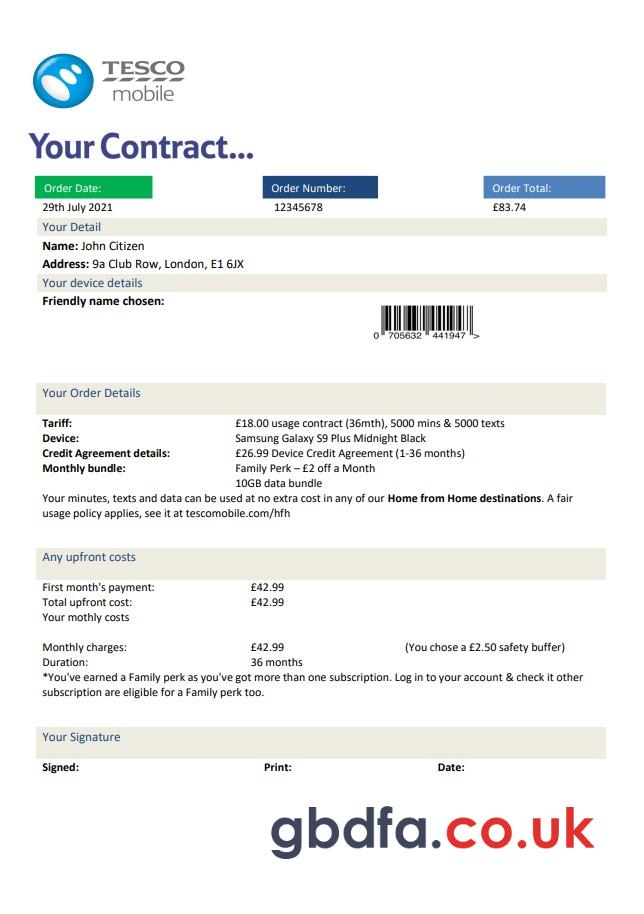 TESCO
mobile
Your Contract...
Order Date: Order Number: Order Total:
29th July 2021 12345678 £83.74
Your Detail
Name: John Citizen
Address: 9a Club Row, London, E1 6JX
Your device details
Friendly name chosen:
0 705632 441947 >
Your Order Details
Tariff: £18.00 usage contract (36mth), 5000 mins & 5000 texts
Device: Samsung Galaxy S9 Plus Midnight Black
Credit Agreement details: £26.99 Device Credit Agreement (1-36 months)
Monthly bundle: Family Perk – £2 off a Month
10GB data bundle
Your minutes, texts and data can be used at no extra cost in any of our Home from Home destinations. A fair
usage policy applies, see it at tescomobile.com/hfh
Any upfront costs
First month's payment: £42.99
Total upfront cost: £42.99
Your mothly costs
Monthly charges: £42.99 (You chose a £2.50 safety buffer)
Duration: 36 months
*You've earned a Family perk as you've got more than one subscription. Log in to your account & check it other
subscription are eligible for a Family perk too.
Your Signature
Signed: Print: Date:
gbdfa.co.uk